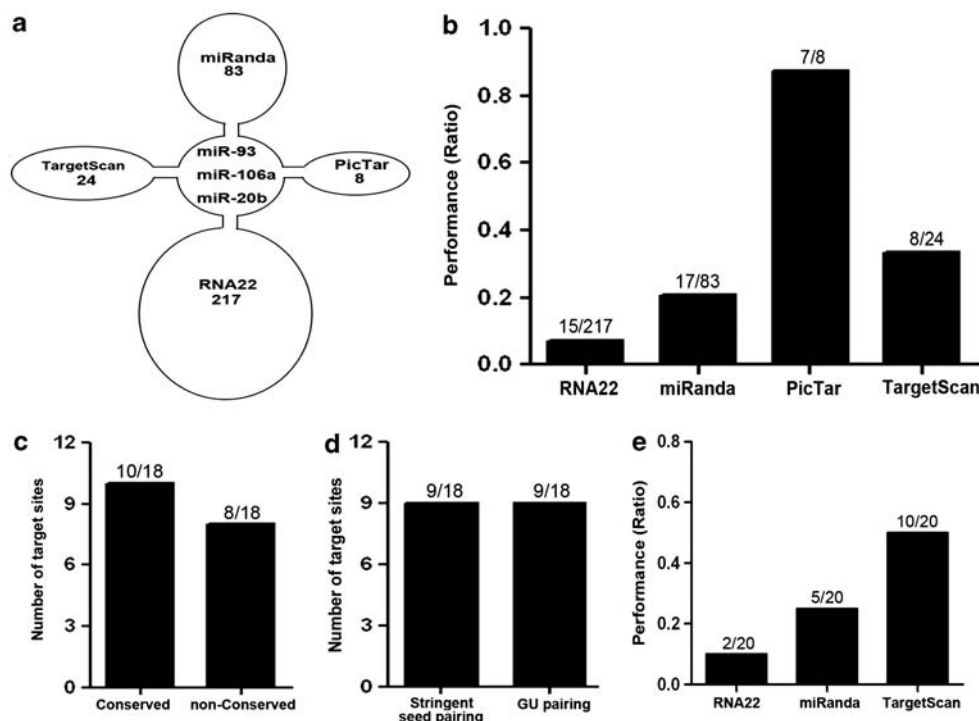 a
miRanda
83
TargetScan
24
miR-93
miR-106a
miR-20b
PicTar
8
RNA22
217
b
Performance (Ratio)
1.0
0.8
0.6
0.4
0.2
0.0
15/217
17/83
7/8
8/24
RNA22
miRanda
PicTar
TargetScan
c
Number of target sites
12
9
6
3
0
10/18
8/18
Conserved
non-Conserved
d
Number of target sites
12
9
6
3
0
9/18
9/18
Stringent
seed pairing
GU pairing
e
Performance (Ratio)
0.8
0.6
0.4
0.2
0.0
2/20
5/20
10/20
RNA22
miRanda
TargetScan